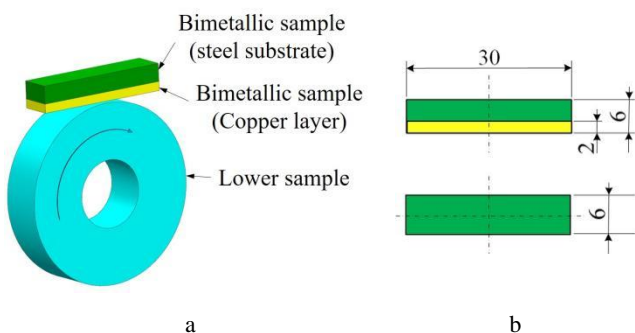 Bimetallic sample
(steel substrate)
Bimetallic sample
(Copper layer)
Lower sample
30
6
2
6
a
b